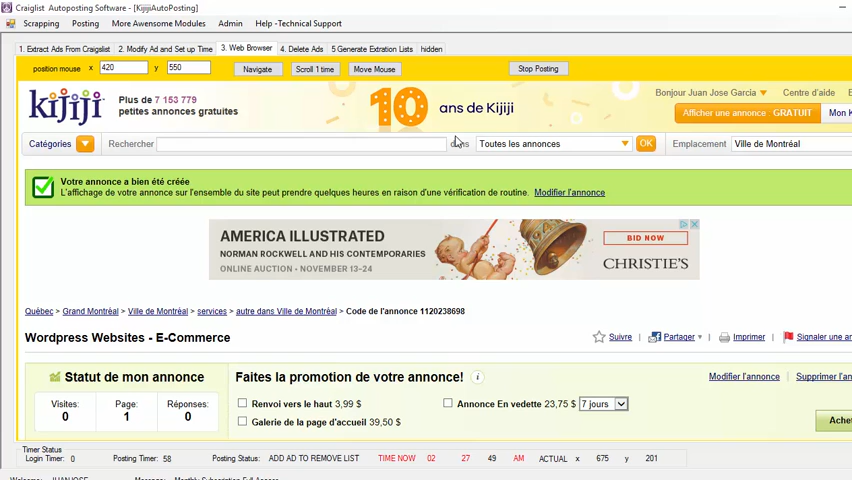 Craiglist Autoposting Software - [KijijiAutoPosting]
Scrapping Posting More Awesome Modules Admin Help -Technical Support
1. Extract Ads From Craigslist 2. Modify Ad and Set up Time 3. Web Browser 4. Delete Ads 5 Generate Extration Lists hidden
position mouse x 420 y 550 Navigate Scroll 1 time Move Mouse Stop Posting
kijiji
Plus de 7 153 779
petites annonces gratuites
10 ans de Kijiji
Bonjour Juan Jose Garcia Centre d'aide
Afficher une annonce GRATUIT Mon K
Catégories Rechercher dans Toutes les annonces OK Emplacement Ville de Montréal
Votre annonce a bien été créée
L'affichage de votre annonce sur l'ensemble du site peut prendre quelques heures en raison d'une vérification de routine. Modifier l'annonce
AMERICA ILLUSTRATED
NORMAN ROCKWELL AND HIS CONTEMPORARIES
ONLINE AUCTION • NOVEMBER 13–24
BID NOW
CHRISTIE'S
Québec > Grand Montréal > Ville de Montréal > services > autre dans Ville de Montréal > Code de l'annonce 1120238698
Wordpress Websites - E-Commerce
Suivre Partager Imprimer Signaler une an
Statut de mon annonce
Visites: Page: Réponses:
0 1 0
Faites la promotion de votre annonce! i
Modifier l'annonce Supprimer l'anno
Renvoi vers le haut 3,99 $ Annonce En vedette 23,75 $ 7 jours
Galerie de la page d'accueil 39,50 $
Achet
Timer Status
Login Timer: 0 Posting Timer: 58 Posting Status: ADD AD TO REMOVE LIST TIME NOW 02 27 49 AM ACTUAL x 675 y 201